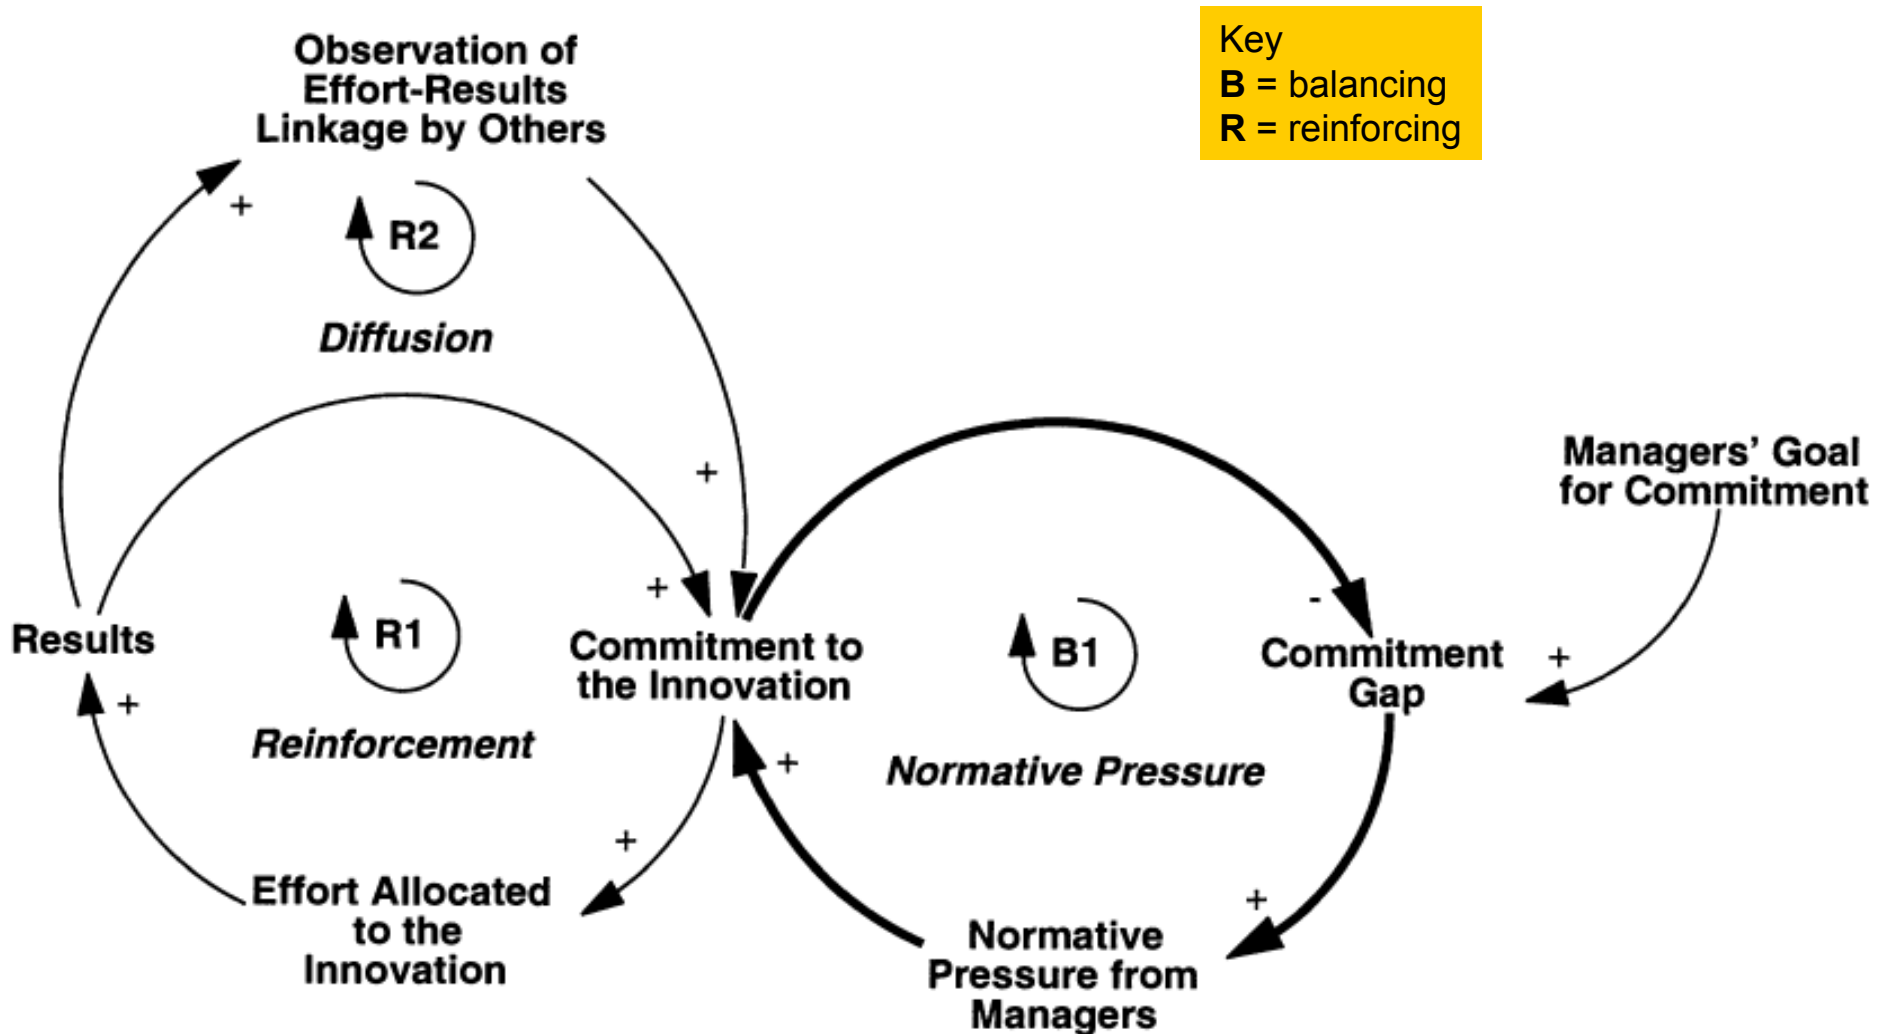 Observation of
Effort-Results
Linkage by Others
Key
B = balancing
R = reinforcing
+
R2
Diffusion
+
Managers’ Goal
for Commitment
+
-
Results
R1
Commitment to
the Innovation
B1
Commitment
Gap
+
+
Reinforcement
+
Normative Pressure
+
Effort Allocated
to the
Innovation
+
Normative
Pressure from
Managers